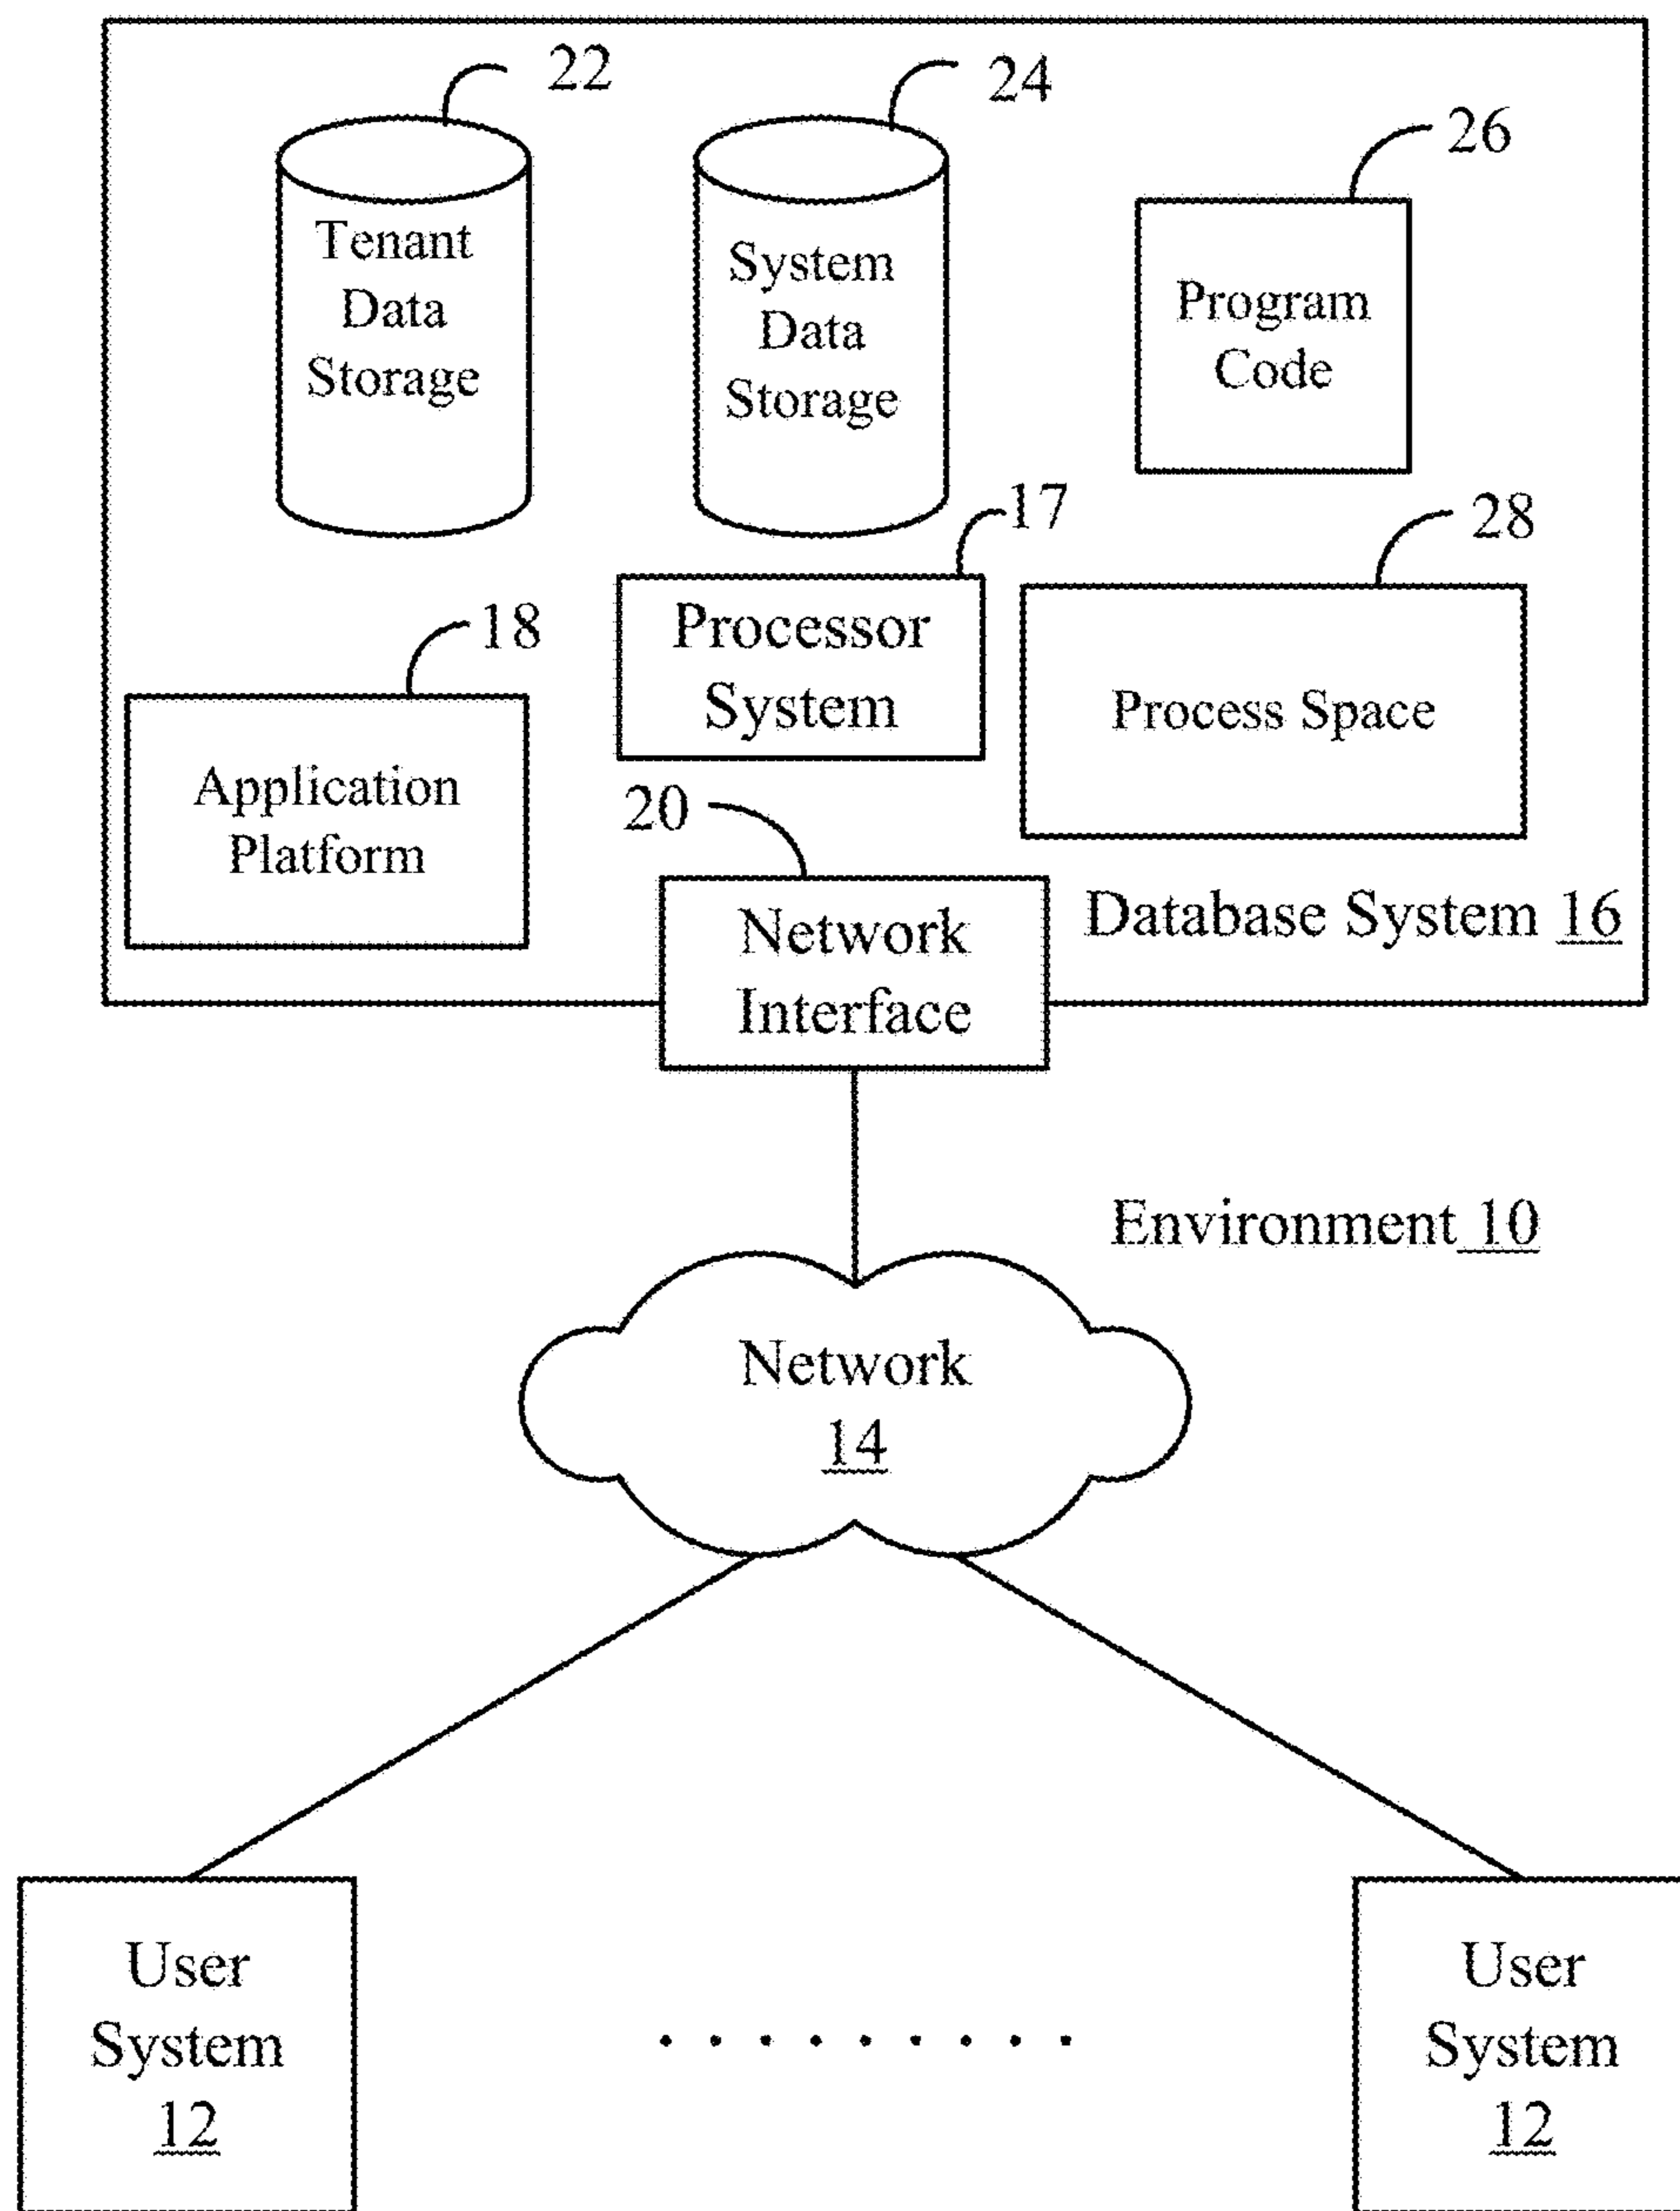 22
24
26
Tenant
Data
Storage
System
Data
Storage
Program
Code
17
28
18
Processor
System
Process Space
Application
Platform
20
Network
Interface
Database System 16
Environment 10
Network
14
User
System
12
User
System
12